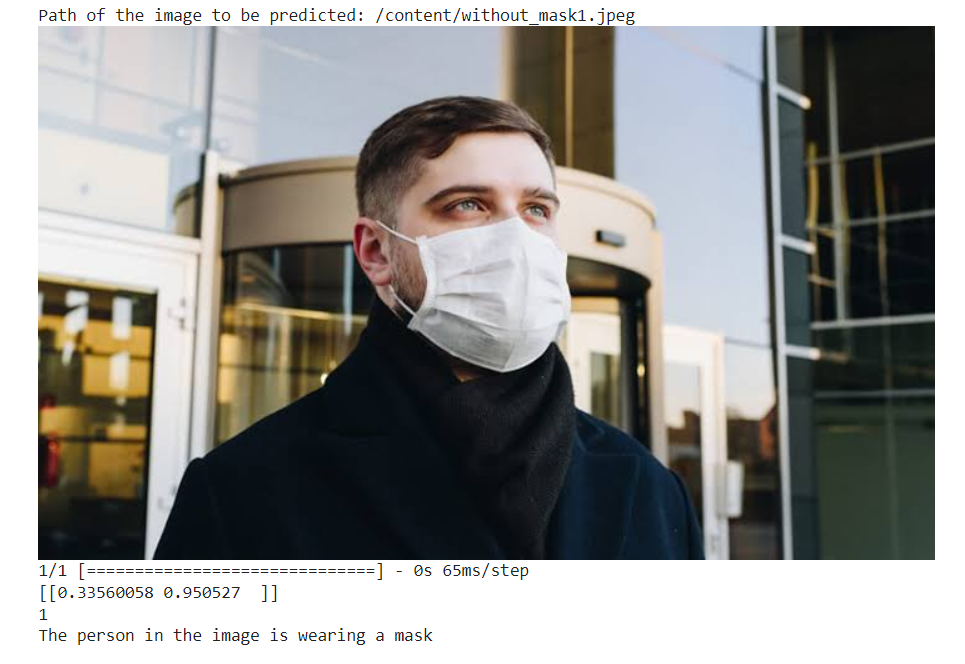 Path of the image to be predicted: /content/without_mask1.jpeg
1/1 [==============================] - 0s 65ms/step
[[0.33560058 0.950527  ]]
1
The person in the image is wearing a mask